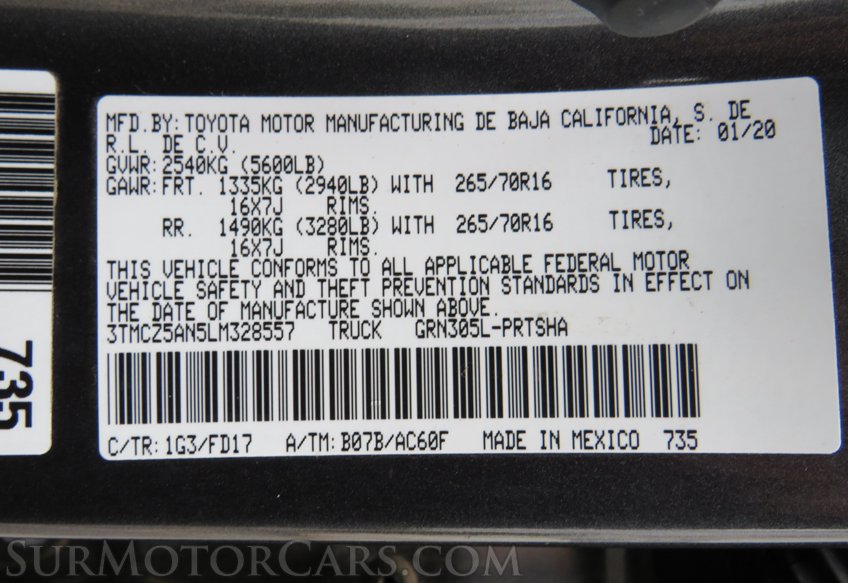 MFD.BY: TOYOTA MOTOR MANUFACTURING DE BAJA CALIFORNIA, S. DE
R.L. DE C.V. DATE: 01/20
GVWR: 2540KG (5600LB)
GAWR: FRT. 1335KG (2940LB) WITH 265/70R16 TIRES,
16X7J RIMS.
RR. 1490KG (3280LB) WITH 265/70R16 TIRES,
16X7J RIMS.
THIS VEHICLE CONFORMS TO ALL APPLICABLE FEDERAL MOTOR
VEHICLE SAFETY AND THEFT PREVENTION STANDARDS IN EFFECT ON
THE DATE OF MANUFACTURE SHOWN ABOVE.
3TMCZ5AN5LM328557 TRUCK GRN305L-PRTSHA
C/TR: 1G3/FD17 A/TM: B07B/AC60F MADE IN MEXICO 735
735
SurMotorCars.com